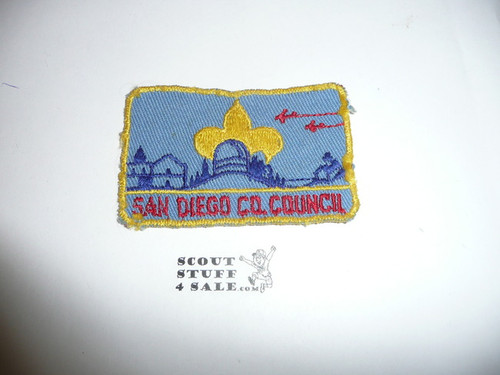 SAN DIEGO CO. COUNCIL
SCOUT
STUFF
4 SALE.COM